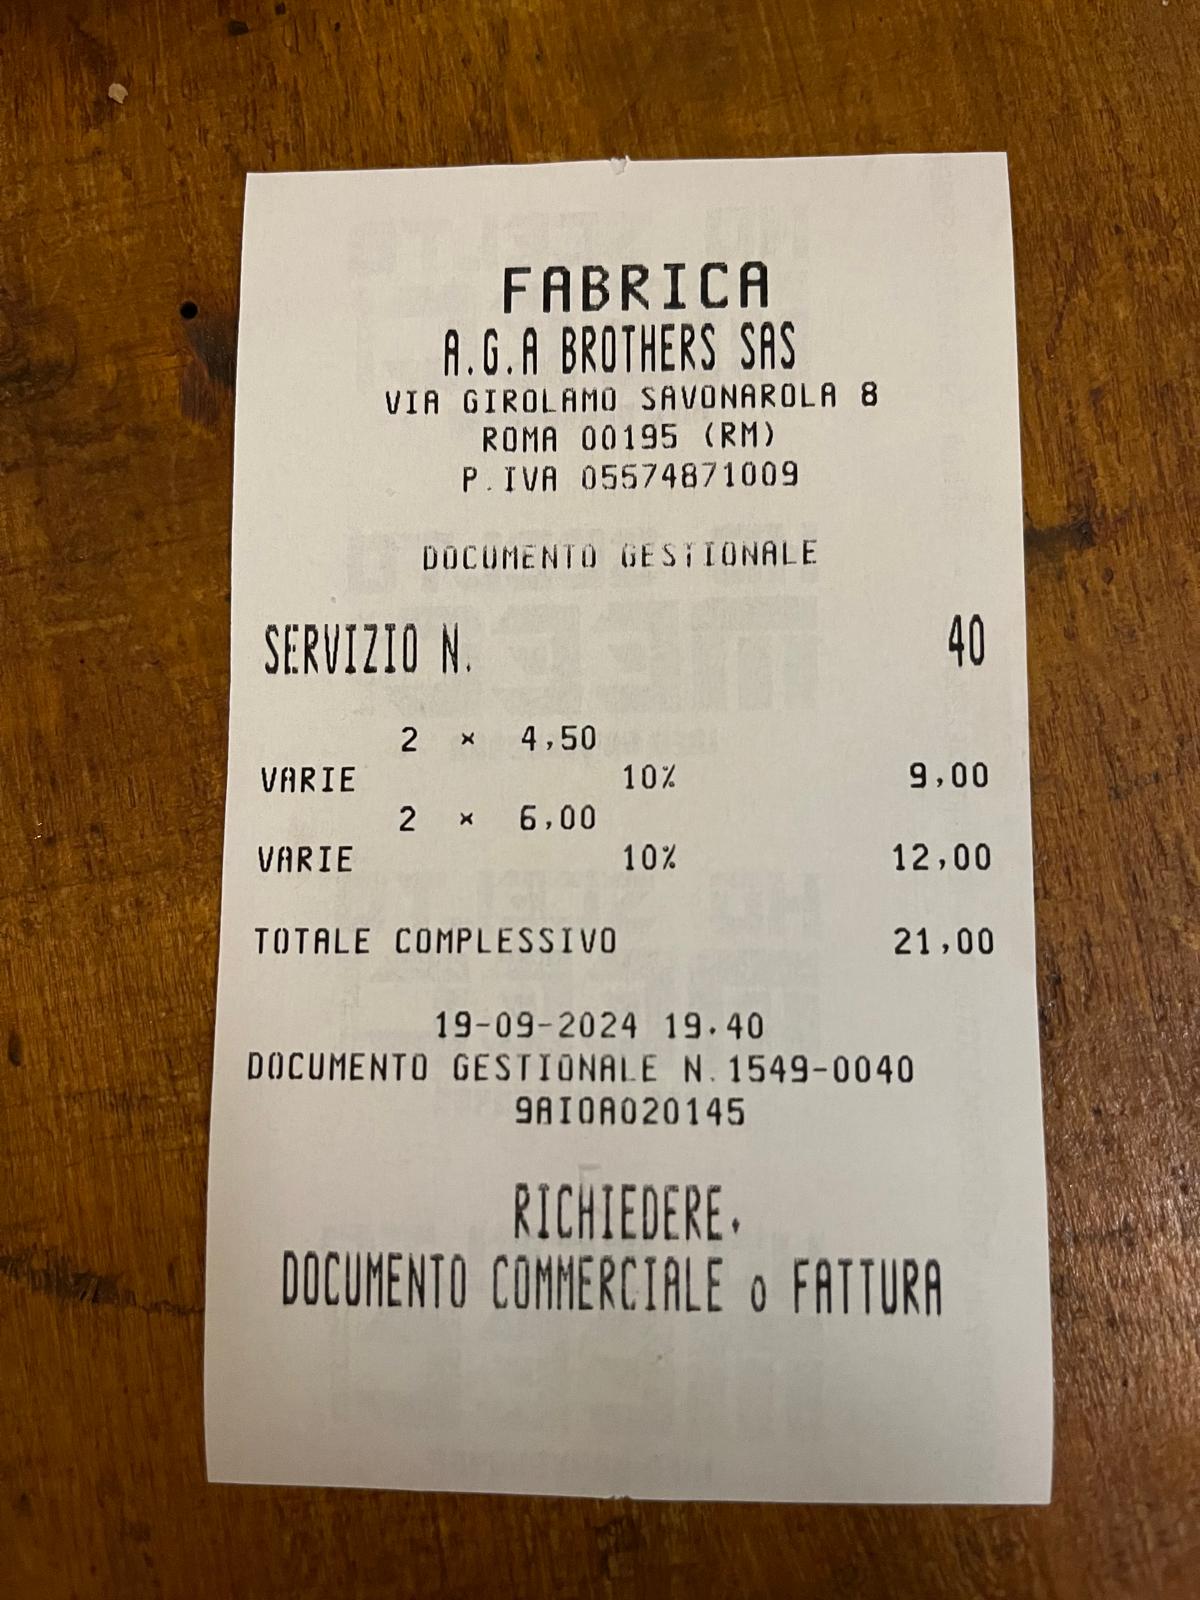 FABRICA
A.G.A BROTHERS SAS
VIA GIROLAMO SAVONAROLA 8
ROMA 00195 (RM)
P.IVA 05574871009
DOCUMENTO GESTIONALE
SERVIZIO N. 40
2 × 4,50
VARIE 10% 9,00
2 × 6,00
VARIE 10% 12,00
TOTALE COMPLESSIVO 21,00
19-09-2024 19.40
DOCUMENTO GESTIONALE N.1549-0040
9AIOA020145
RICHIEDERE.
DOCUMENTO COMMERCIALE o FATTURA